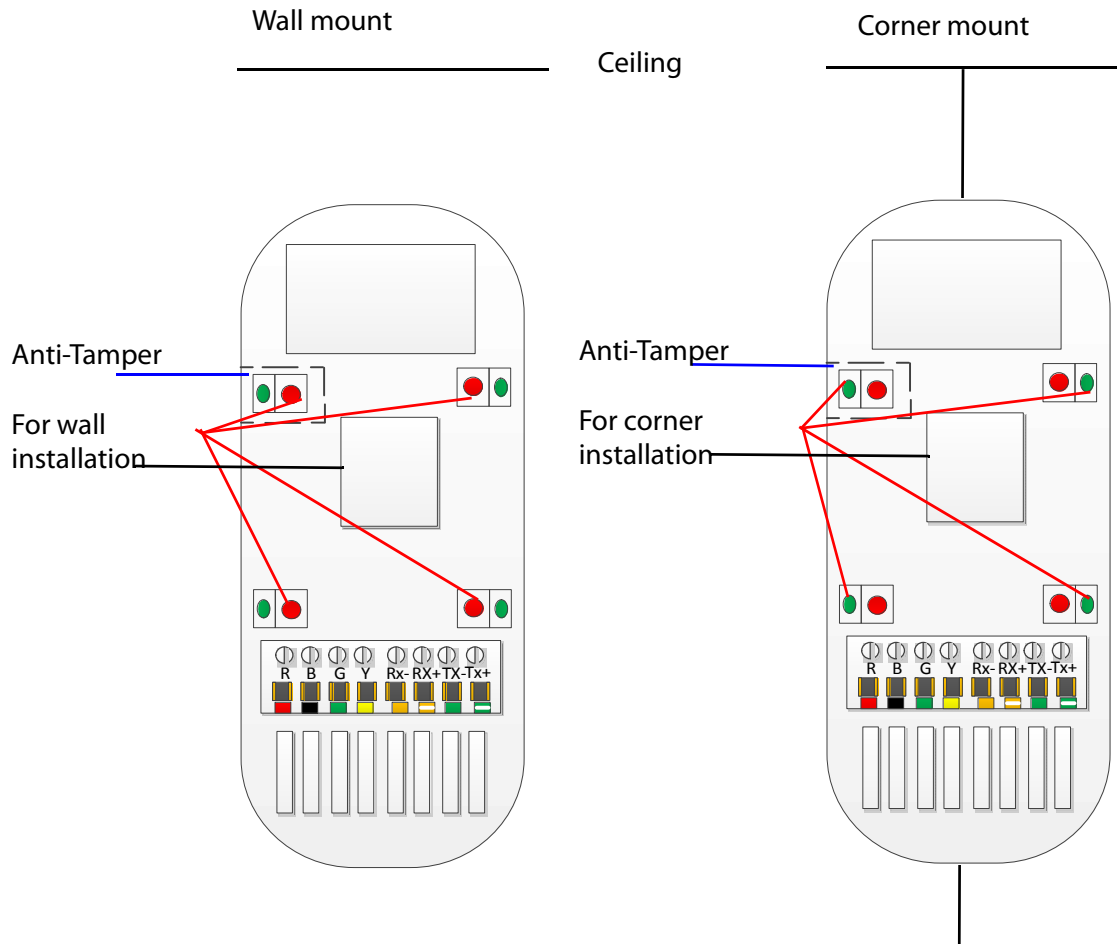 Wall mount
Corner mount
Ceiling
Anti-Tamper
For wall
installation
Anti-Tamper
For corner
installation
R B G Y Rx- RX+ TX- Tx+
R B G Y Rx- RX+ TX- Tx+